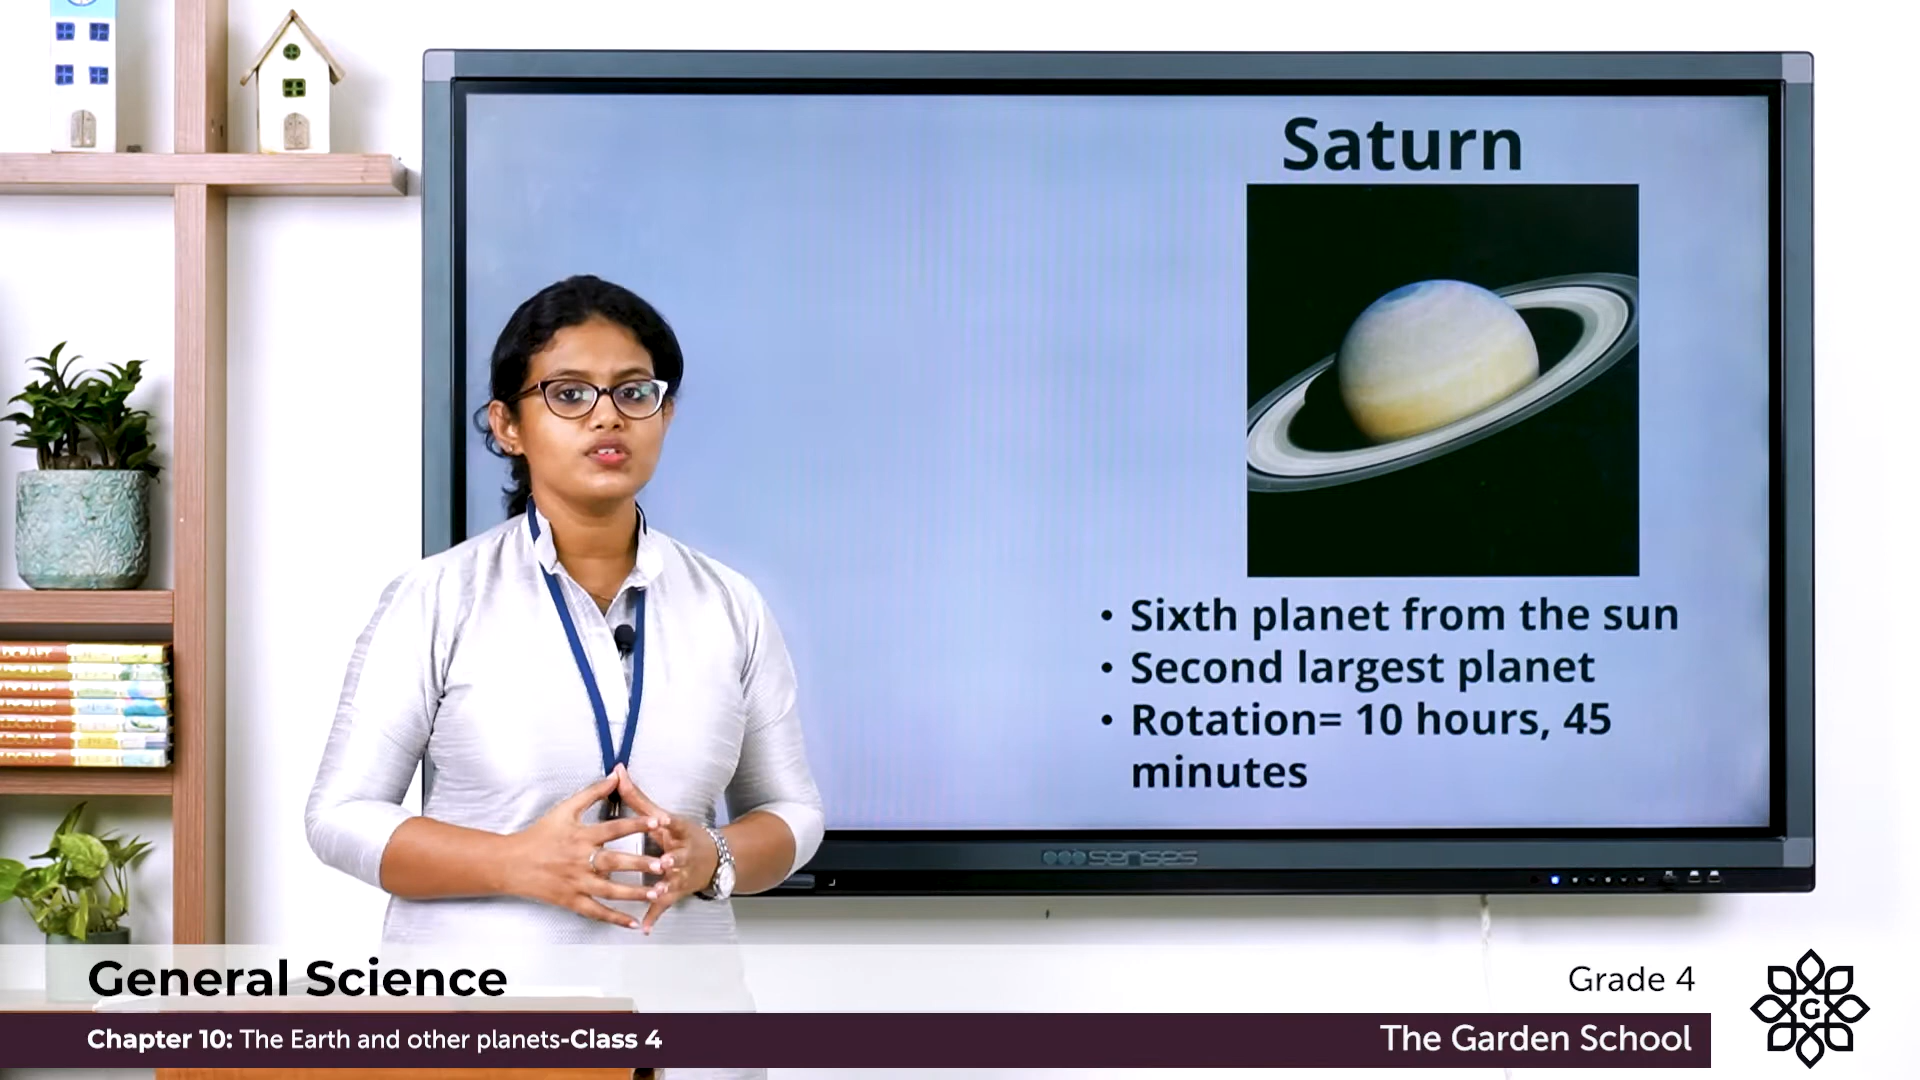 Saturn
• Sixth planet from the sun
• Second largest planet
• Rotation= 10 hours, 45
minutes
senses
General Science
Grade 4
Chapter 10: The Earth and other planets-Class 4
The Garden School
G